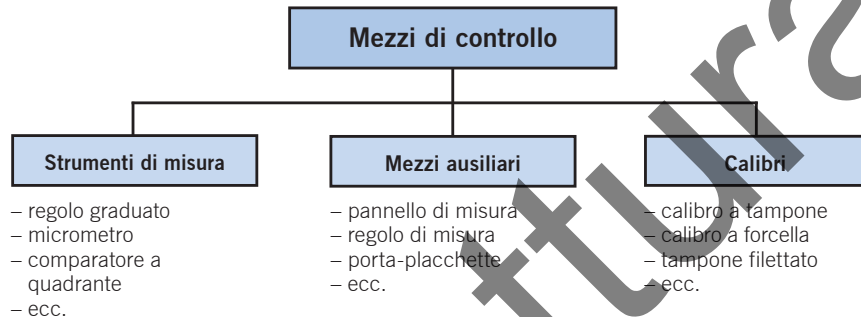 Mezzi di controllo
Strumenti di misura
– regolo graduato
– micrometro
– comparatore a
quadrante
– ecc.
Mezzi ausiliari
– pannello di misura
– regolo di misura
– porta-placchette
– ecc.
Calibri
– calibro a tampone
– calibro a forcella
– tampone filettato
– ecc.